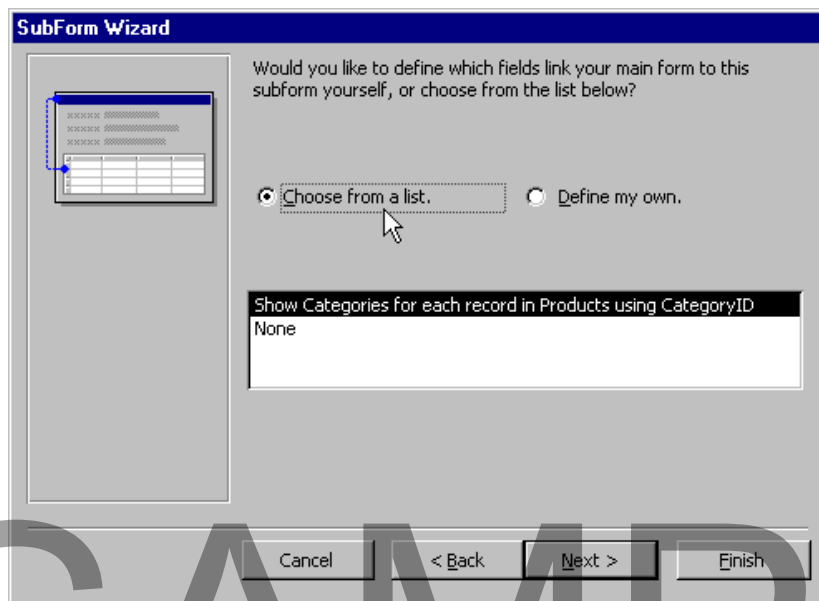 SubForm Wizard
Would you like to define which fields link your main form to this
subform yourself, or choose from the list below?
Choose from a list.
Define my own.
Show Categories for each record in Products using CategoryID
None
Cancel
< Back
Next >
Finish